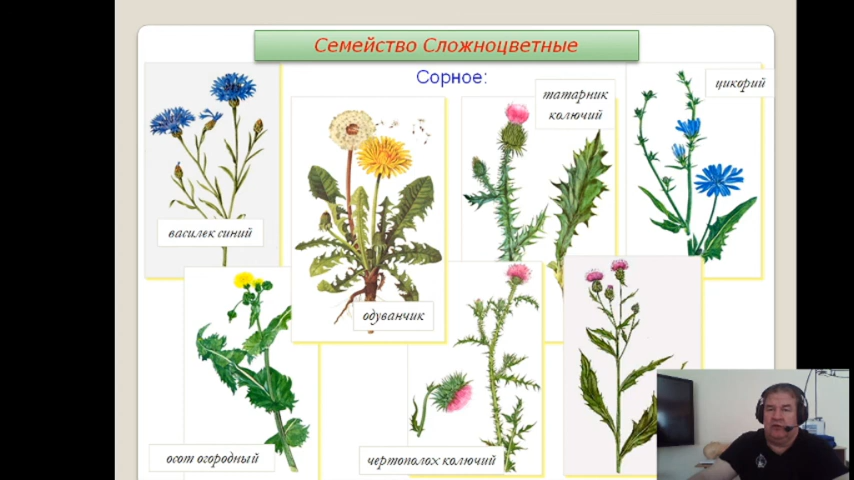 Семейство Сложноцветные
Сорное:
татарник
колючий
цикорий
василек синий
одуванчик
осот огородный
чертополох колючий